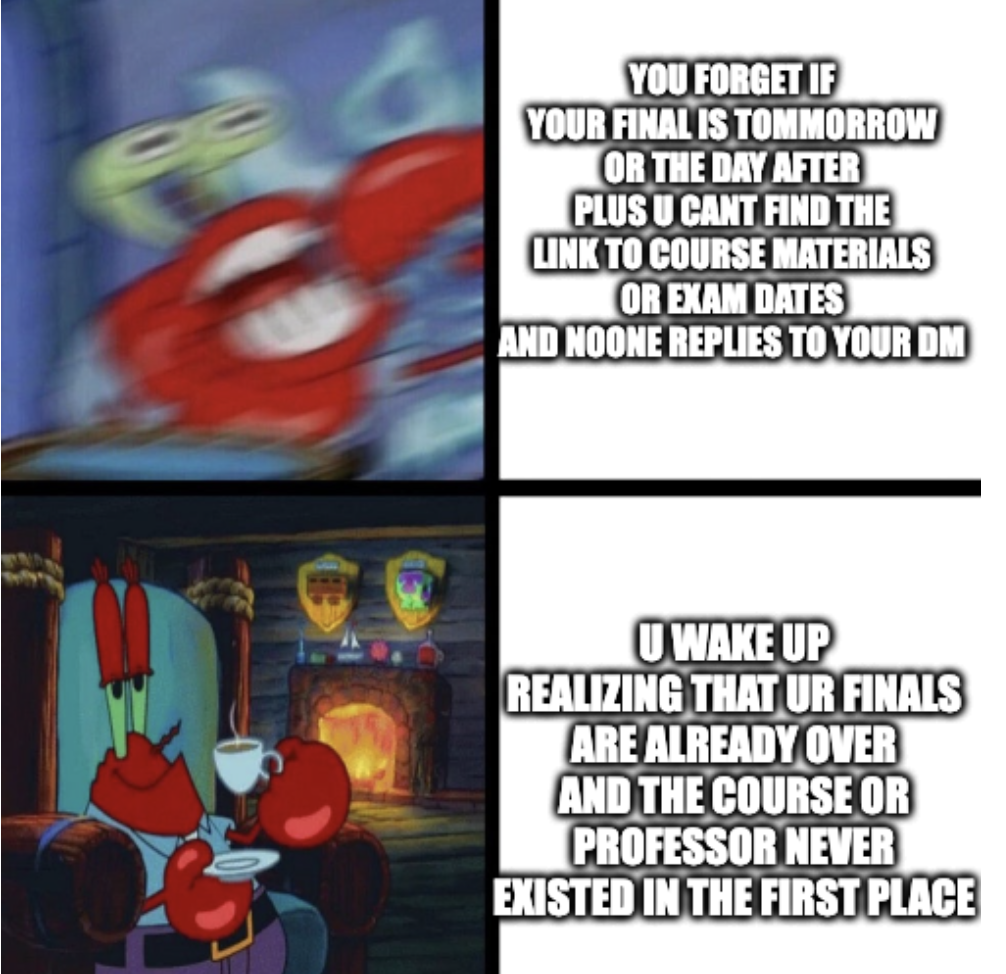 YOU FORGET IF
YOUR FINAL IS TOMMORROW
OR THE DAY AFTER
PLUS U CANT FIND THE
LINK TO COURSE MATERIALS
OR EXAM DATES
AND NOONE REPLIES TO YOUR DM
U WAKE UP
REALIZING THAT UR FINALS
ARE ALREADY OVER
AND THE COURSE OR
PROFESSOR NEVER
EXISTED IN THE FIRST PLACE